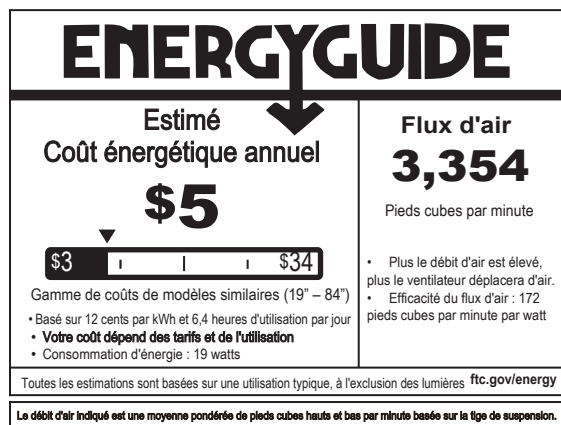 ENERGYGUIDE
Estimé
Coût énergétique annuel
$5
$3
$34
Gamme de coûts de modèles similaires (19" – 84")
• Basé sur 12 cents par kWh et 6,4 heures d'utilisation par jour
• Votre coût dépend des tarifs et de l'utilisation
• Consommation d'énergie : 19 watts
Flux d'air
3,354
Pieds cubes par minute
• Plus le débit d'air est élevé,
plus le ventilateur déplacera d'air.
• Efficacité du flux d'air : 172
pieds cubes par minute par watt
Toutes les estimations sont basées sur une utilisation typique, à l'exclusion des lumières ftc.gov/energy
Le débit d'air indiqué est une moyenne pondérée de pieds cubes hauts et bas par minute basée sur la tige de suspension.